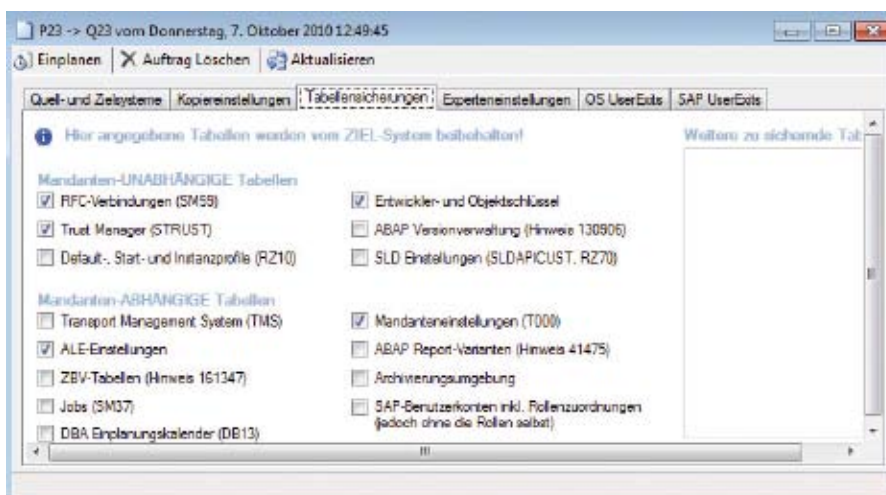 P23 -> Q23 vom Donnerstag, 7. Oktober 2010 12:49:45
Einplanen
Auftrag Löschen
Aktualisieren
Quell- und Zielsysteme
Kopiereinstellungen
Tabellensicherungen
Experteneinstellungen
OS UserExits
SAP UserExits
Hier angegebene Tabellen werden vom ZIEL-System beibehalten!
Weitere zu sichernde Tab
Mandanten-UNABHÄNGIGE Tabellen
RFC-Verbindungen (SM59)
Entwickler- und Objektschlüssel
Trust Manager (STRUST)
ABAP Versionverwaltung (Hinweis 130906)
Default-, Start- und Instanzprofile (RZ10)
SLD Einstellungen (SLDAPICUST, RZ70)
Mandanten-ABHÄNGIGE Tabellen
Transport Management System (TMS)
Mandanteneinstellungen (T000)
ALE-Einstellungen
ABAP Report-Varianten (Hinweis 41475)
ZBV-Tabellen (Hinweis 161347)
Archivierungsumgebung
Jobs (SM37)
SAP-Benutzerkonten inkl. Rollenzuordnungen
(jedoch ohne die Rollen selbst)
DBA Einplanungskalender (DB13)